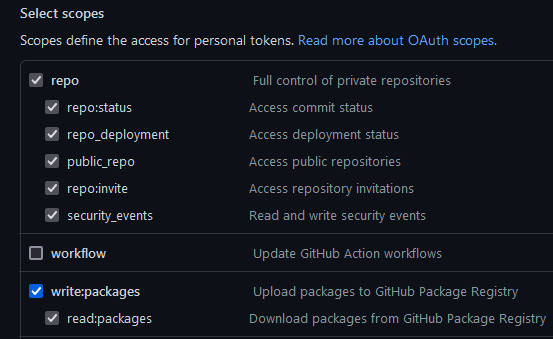 Select scopes
Scopes define the access for personal tokens. Read more about OAuth scopes.
repo Full control of private repositories
repo:status Access commit status
repo_deployment Access deployment status
public_repo Access public repositories
repo:invite Access repository invitations
security_events Read and write security events
workflow Update GitHub Action workflows
write:packages Upload packages to GitHub Package Registry
read:packages Download packages from GitHub Package Registry